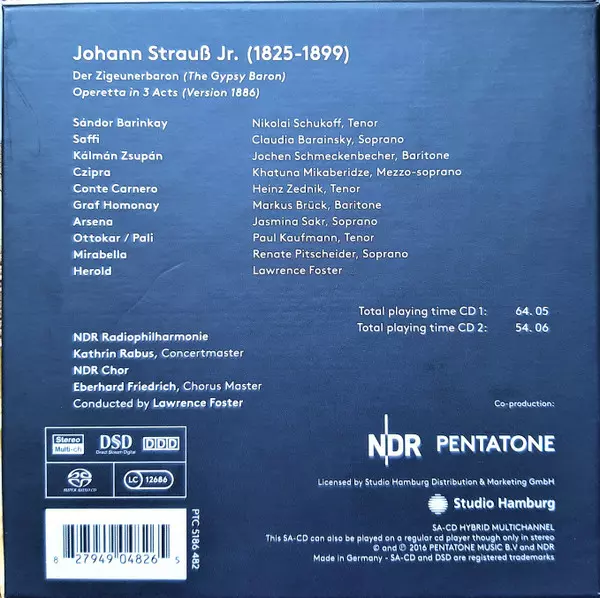 Johann Strauß Jr. (1825-1899)
Der Zigeunerbaron (The Gypsy Baron)
Operetta in 3 Acts (Version 1886)
Sándor Barinkay Nikolai Schukoff, Tenor
Saffi Claudia Barainsky, Soprano
Kálmán Zsupán Jochen Schmeckenbecher, Baritone
Czipra Khatuna Mikaberidze, Mezzo-soprano
Conte Carnero Heinz Zednik, Tenor
Graf Homonay Markus Brück, Baritone
Arsena Jasmina Sakr, Soprano
Ottokar / Pali Paul Kaufmann, Tenor
Mirabella Renate Pitscheider, Soprano
Herold Lawrence Foster
Total playing time CD 1: 64. 05
Total playing time CD 2: 54. 06
NDR Radiophilharmonie
Kathrin Rabus, Concertmaster
NDR Chor
Eberhard Friedrich, Chorus Master
Conducted by Lawrence Foster
Co-production:
NDR PENTATONE
Licensed by Studio Hamburg Distribution & Marketing GmbH
Studio Hamburg
Stereo
Multi-ch
DSD
Direct Stream Digital
DDD
SUPER AUDIO CD
LC 12686
PTC 5186 482
8 27949 04826 5
SA-CD HYBRID MULTICHANNEL
This SA-CD can also be played on a regular cd player though only in stereo
© and ℗ 2016 PENTATONE MUSIC B.V and NDR
Made in Germany - SA-CD and DSD are registered trademarks